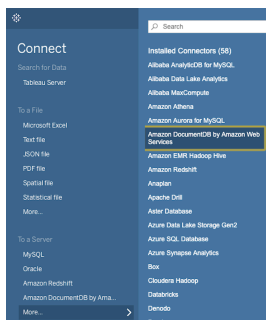 Connect
Search for Data
Tableau Server
To a File
Microsoft Excel
Text file
JSON file
PDF file
Spatial file
Statistical file
More...
To a Server
MySQL
Oracle
Amazon Redshift
Amazon DocumentDB by Ama...
More...
Search
Installed Connectors (58)
Alibaba AnalyticDB for MySQL
Alibaba Data Lake Analytics
Alibaba MaxCompute
Amazon Athena
Amazon Aurora for MySQL
Amazon DocumentDB by Amazon Web
Services
Amazon EMR Hadoop Hive
Amazon Redshift
Anaplan
Apache Drill
Aster Database
Azure Data Lake Storage Gen2
Azure SQL Database
Azure Synapse Analytics
Box
Cloudera Hadoop
Databricks
Denodo